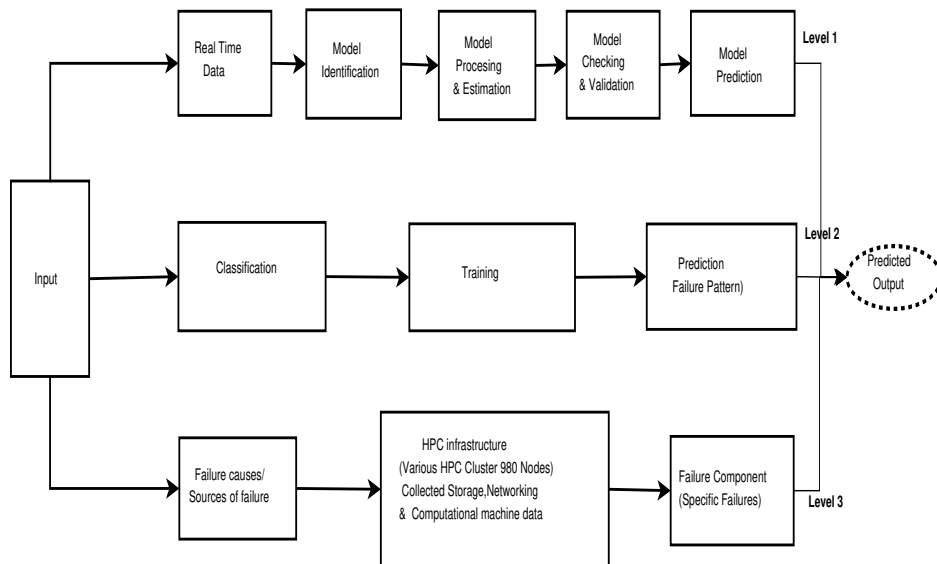 Real Time
Data
Model
Identification
Model
Procesing
& Estimation
Model
Checking
& Validation
Model
Prediction
Level 1
Input
Classification
Training
Prediction
Failure Pattern)
Level 2
Predicted
Output
Failure causes/
Sources of failure
HPC infrastructure
(Various HPC Cluster 980 Nodes)
Collected Storage,Networking
& Computational machine data
Failure Component
(Specific Failures)
Level 3